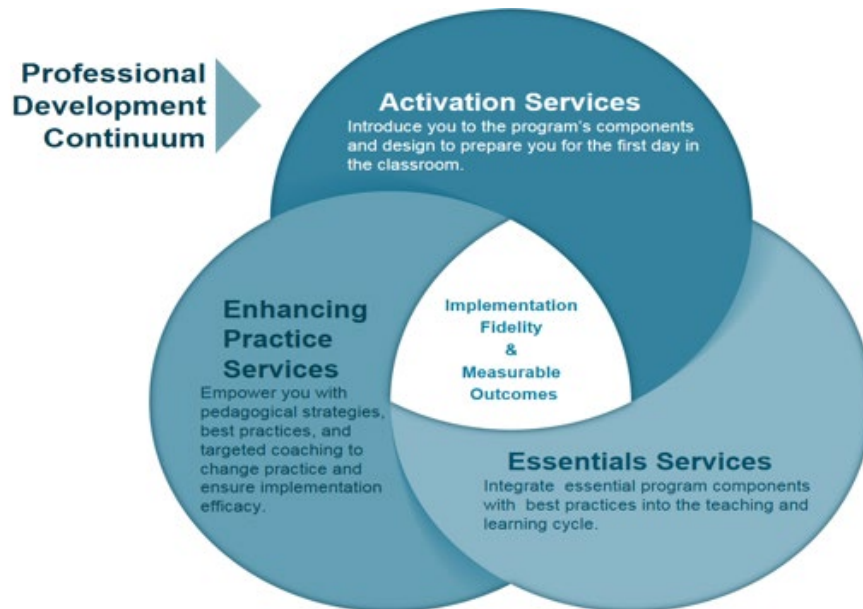 Professional
Development
Continuum
Activation Services
Introduce you to the program's components
and design to prepare you for the first day in
the classroom.
Enhancing
Practice
Services
Empower you with
pedagogical strategies,
best practices, and
targeted coaching to
change practice and
ensure implementation
efficacy.
Implementation
Fidelity
&
Measurable
Outcomes
Essentials Services
Integrate essential program components
with best practices into the teaching and
learning cycle.